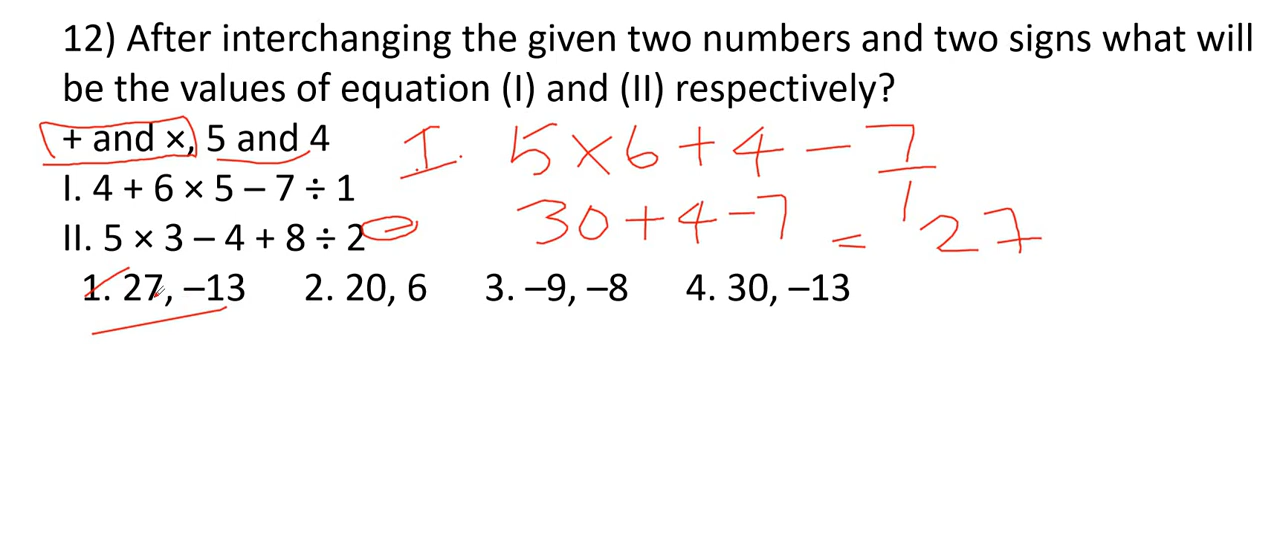 12) After interchanging the given two numbers and two signs what will
be the values of equation (I) and (II) respectively?
+ and ×, 5 and 4
I. 5 × 6 + 4 – 7/1
I. 4 + 6 × 5 – 7 ÷ 1
30 + 4 – 7 = 27
II. 5 × 3 – 4 + 8 ÷ 2
1. 27, –13 2. 20, 6 3. –9, –8 4. 30, –13